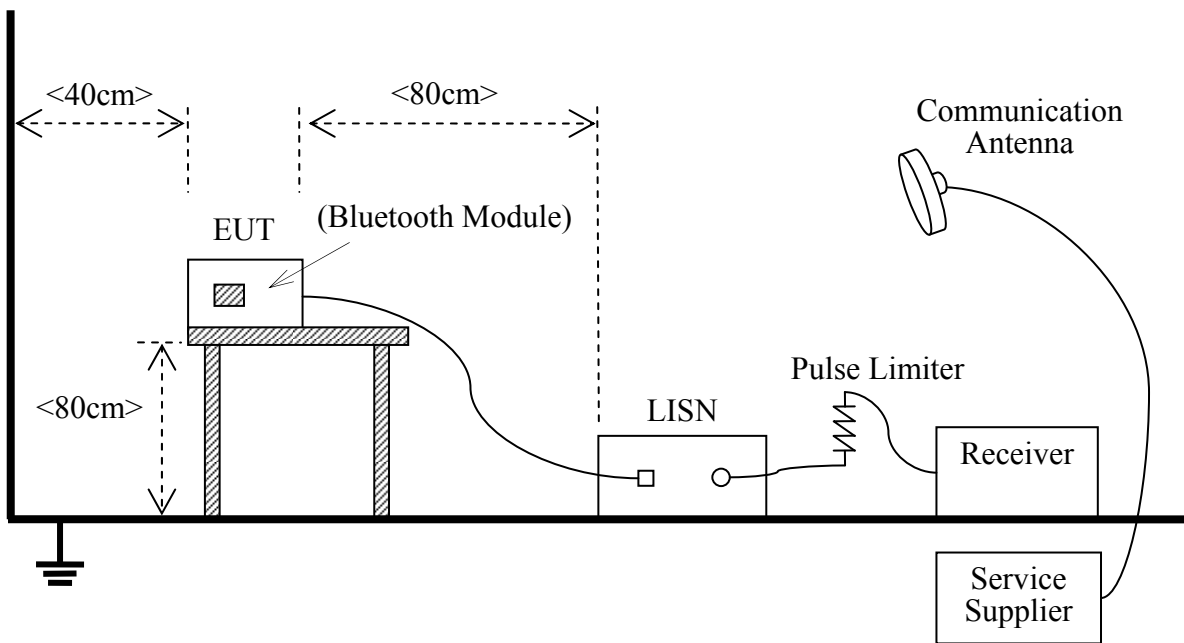 <40cm>
<80cm>
Communication
Antenna
EUT
(Bluetooth Module)
<80cm>
LISN
Pulse Limiter
Receiver
Service
Supplier